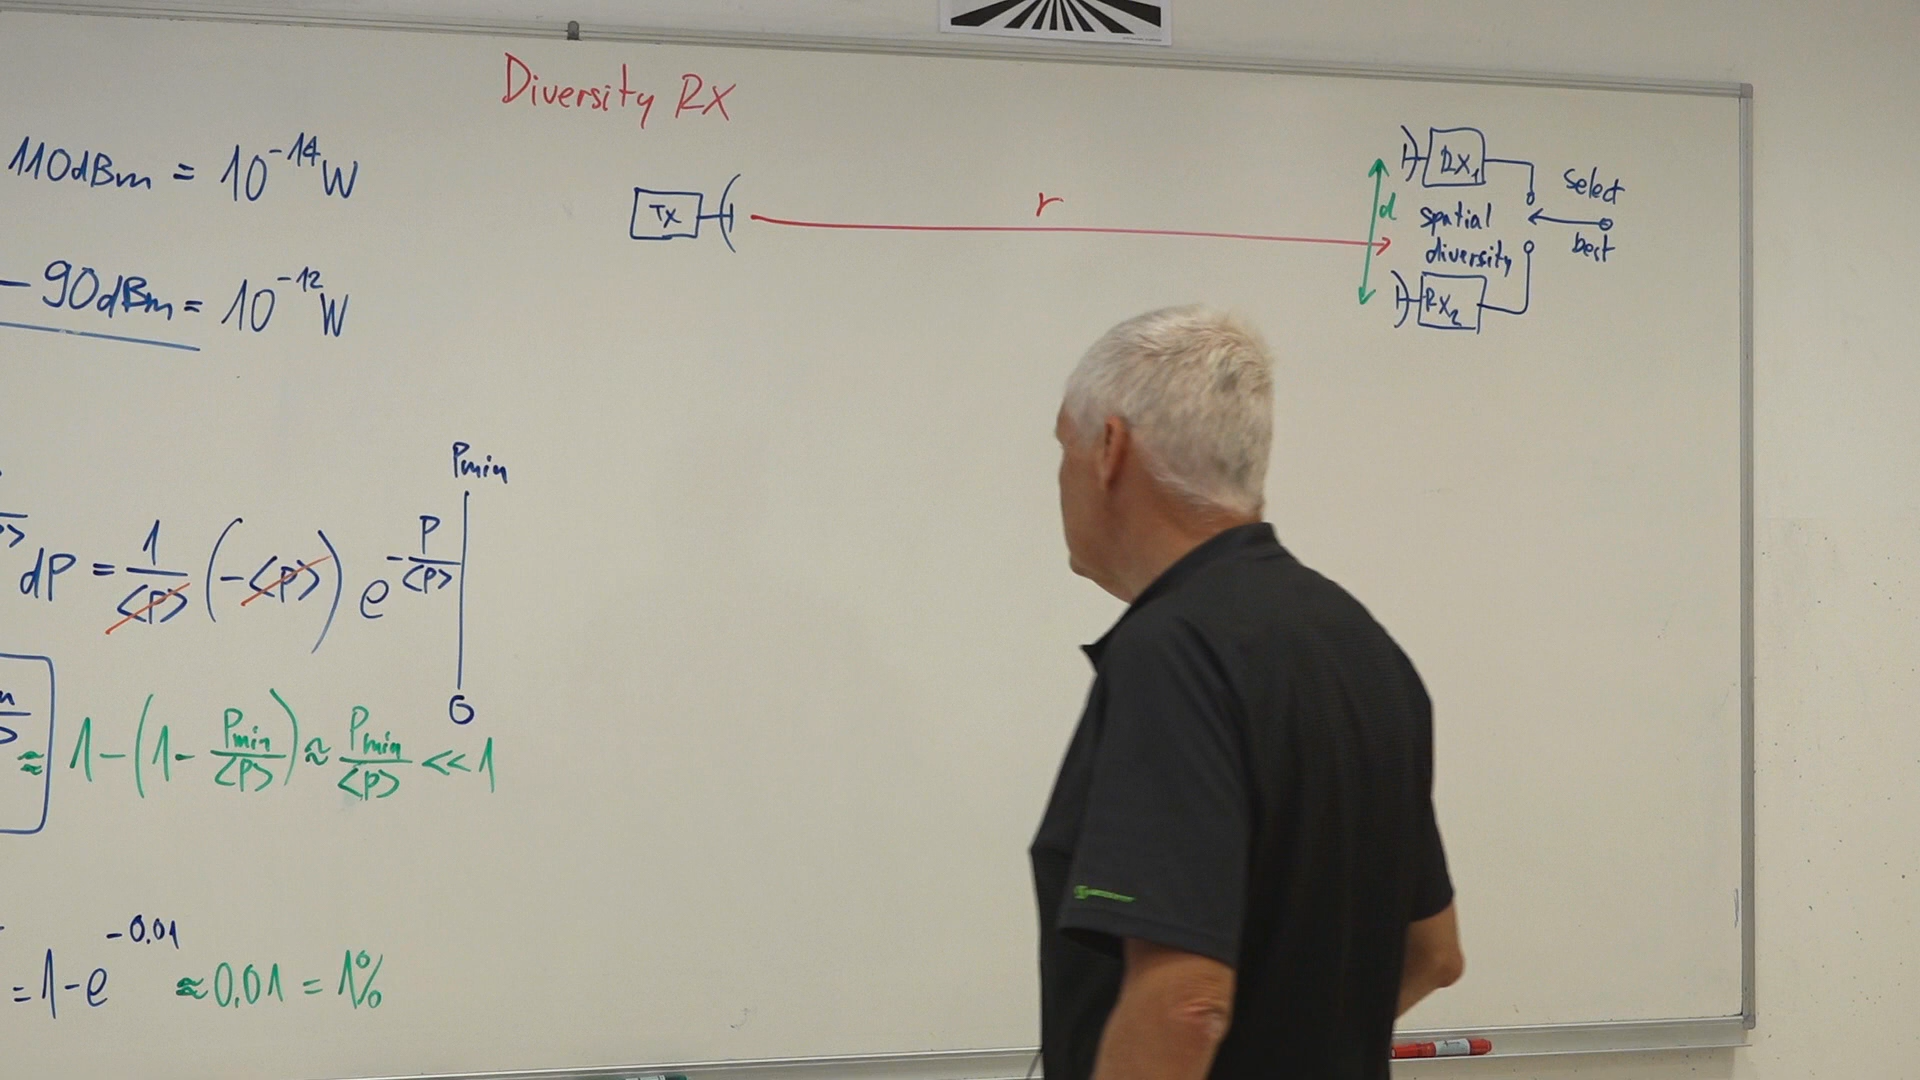 Diversity RX
110dBm = 10^-14 W
-90dBm = 10^-12 W
TX
r
d
RX1
spatial
diversity
RX2
Select
best
Pmin
dP = 1/<P> (-<P>) e^-P/<P>
0
≈ 1-(1- Pmin/<P>) ≈ Pmin/<P> << 1
= 1-e^-0.01 ≈ 0.01 = 1%